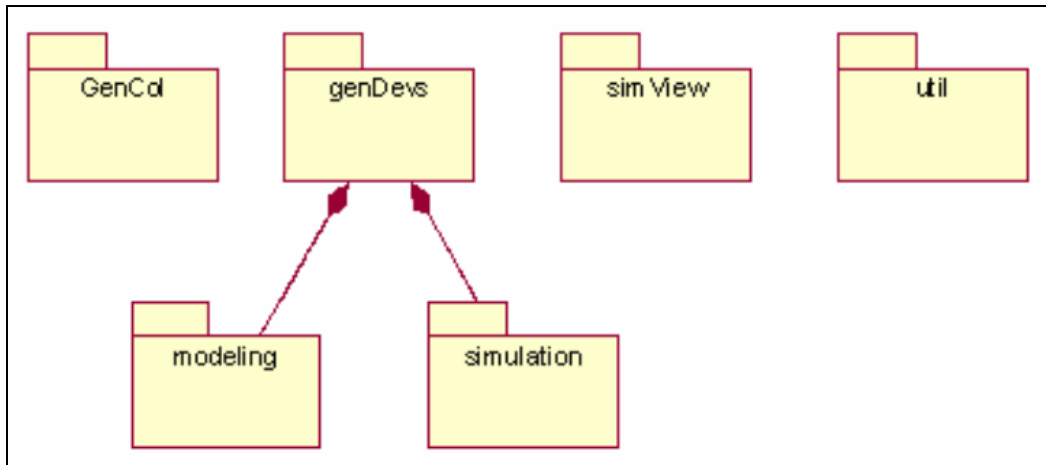 GenCol
genDevs
simView
util
modeling
simulation